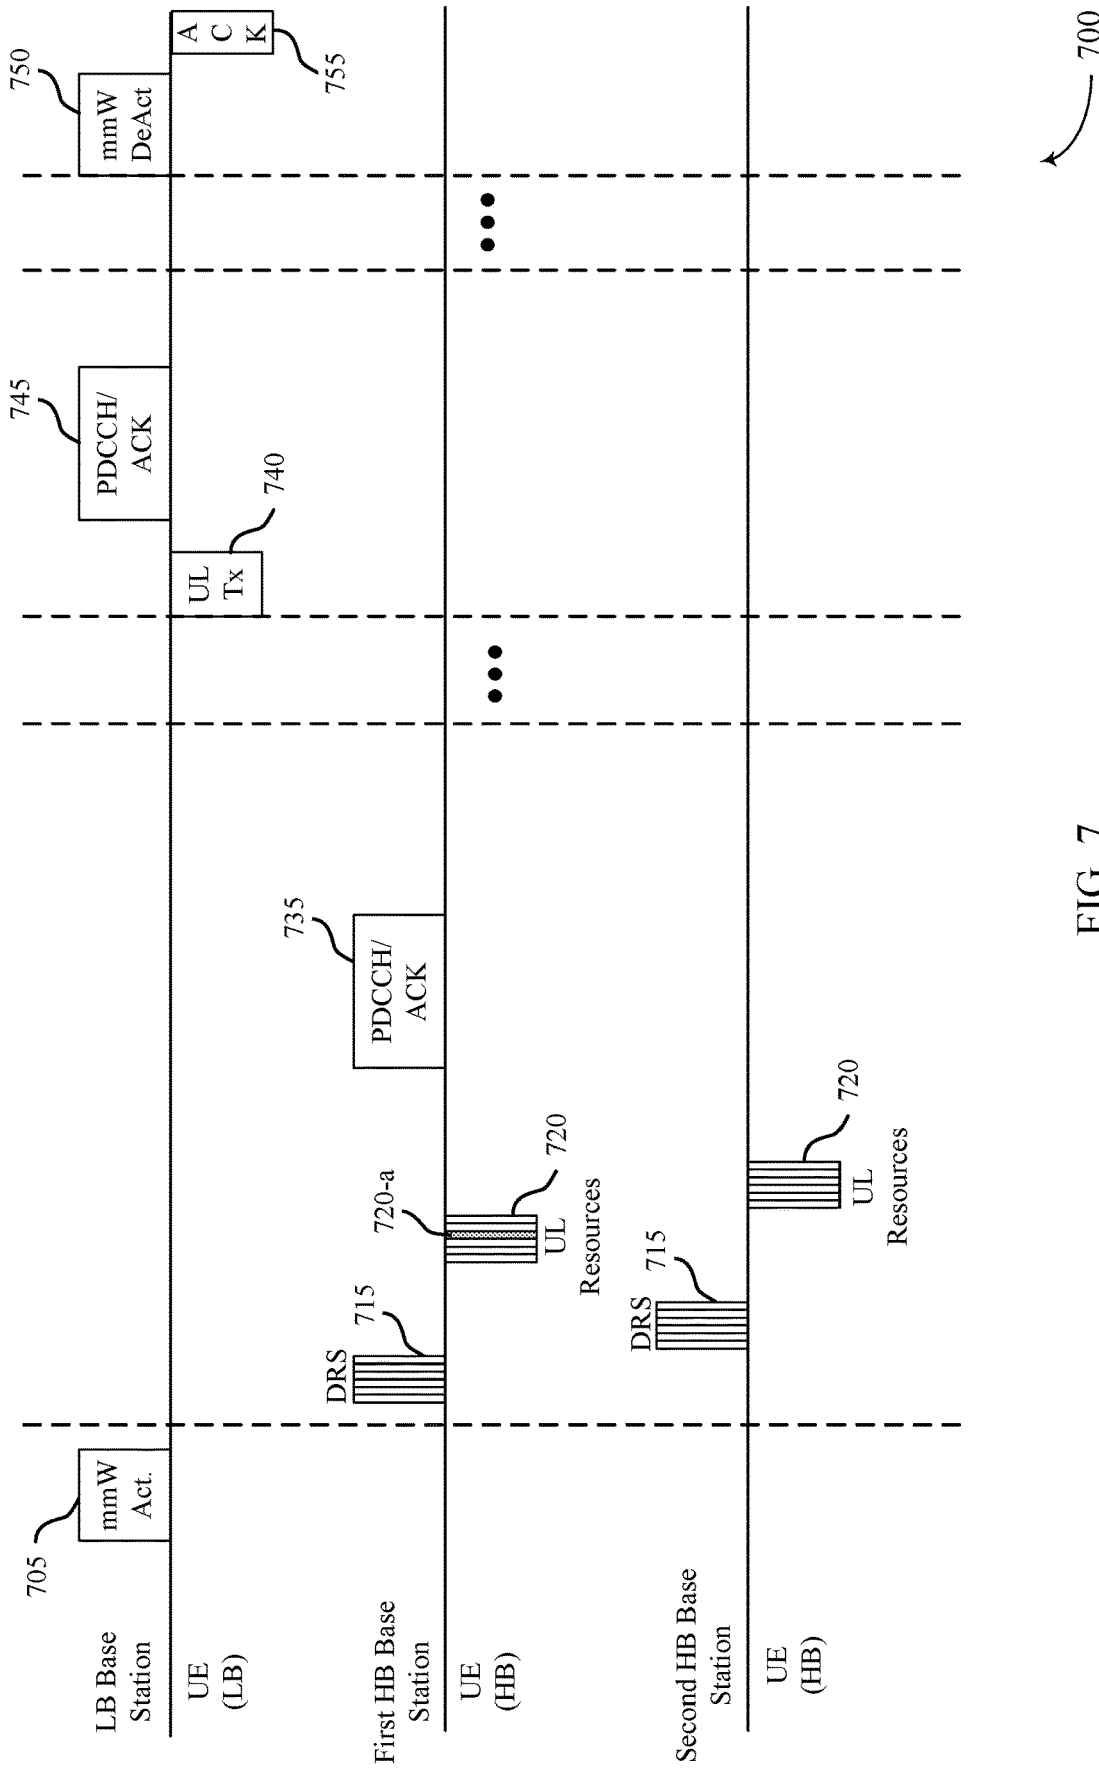 LB Base
Station
UE
(LB)
705
mmW
Act.
UL
Tx
740
PDCCH/
ACK
745
mmW
DeAct
750
A
C
K
755
First HB Base
Station
UE
(HB)
DRS
715
720-a
720
UL
Resources
PDCCH/
ACK
735
Second HB Base
Station
UE
(HB)
DRS
715
720
UL
Resources
FIG. 7
700